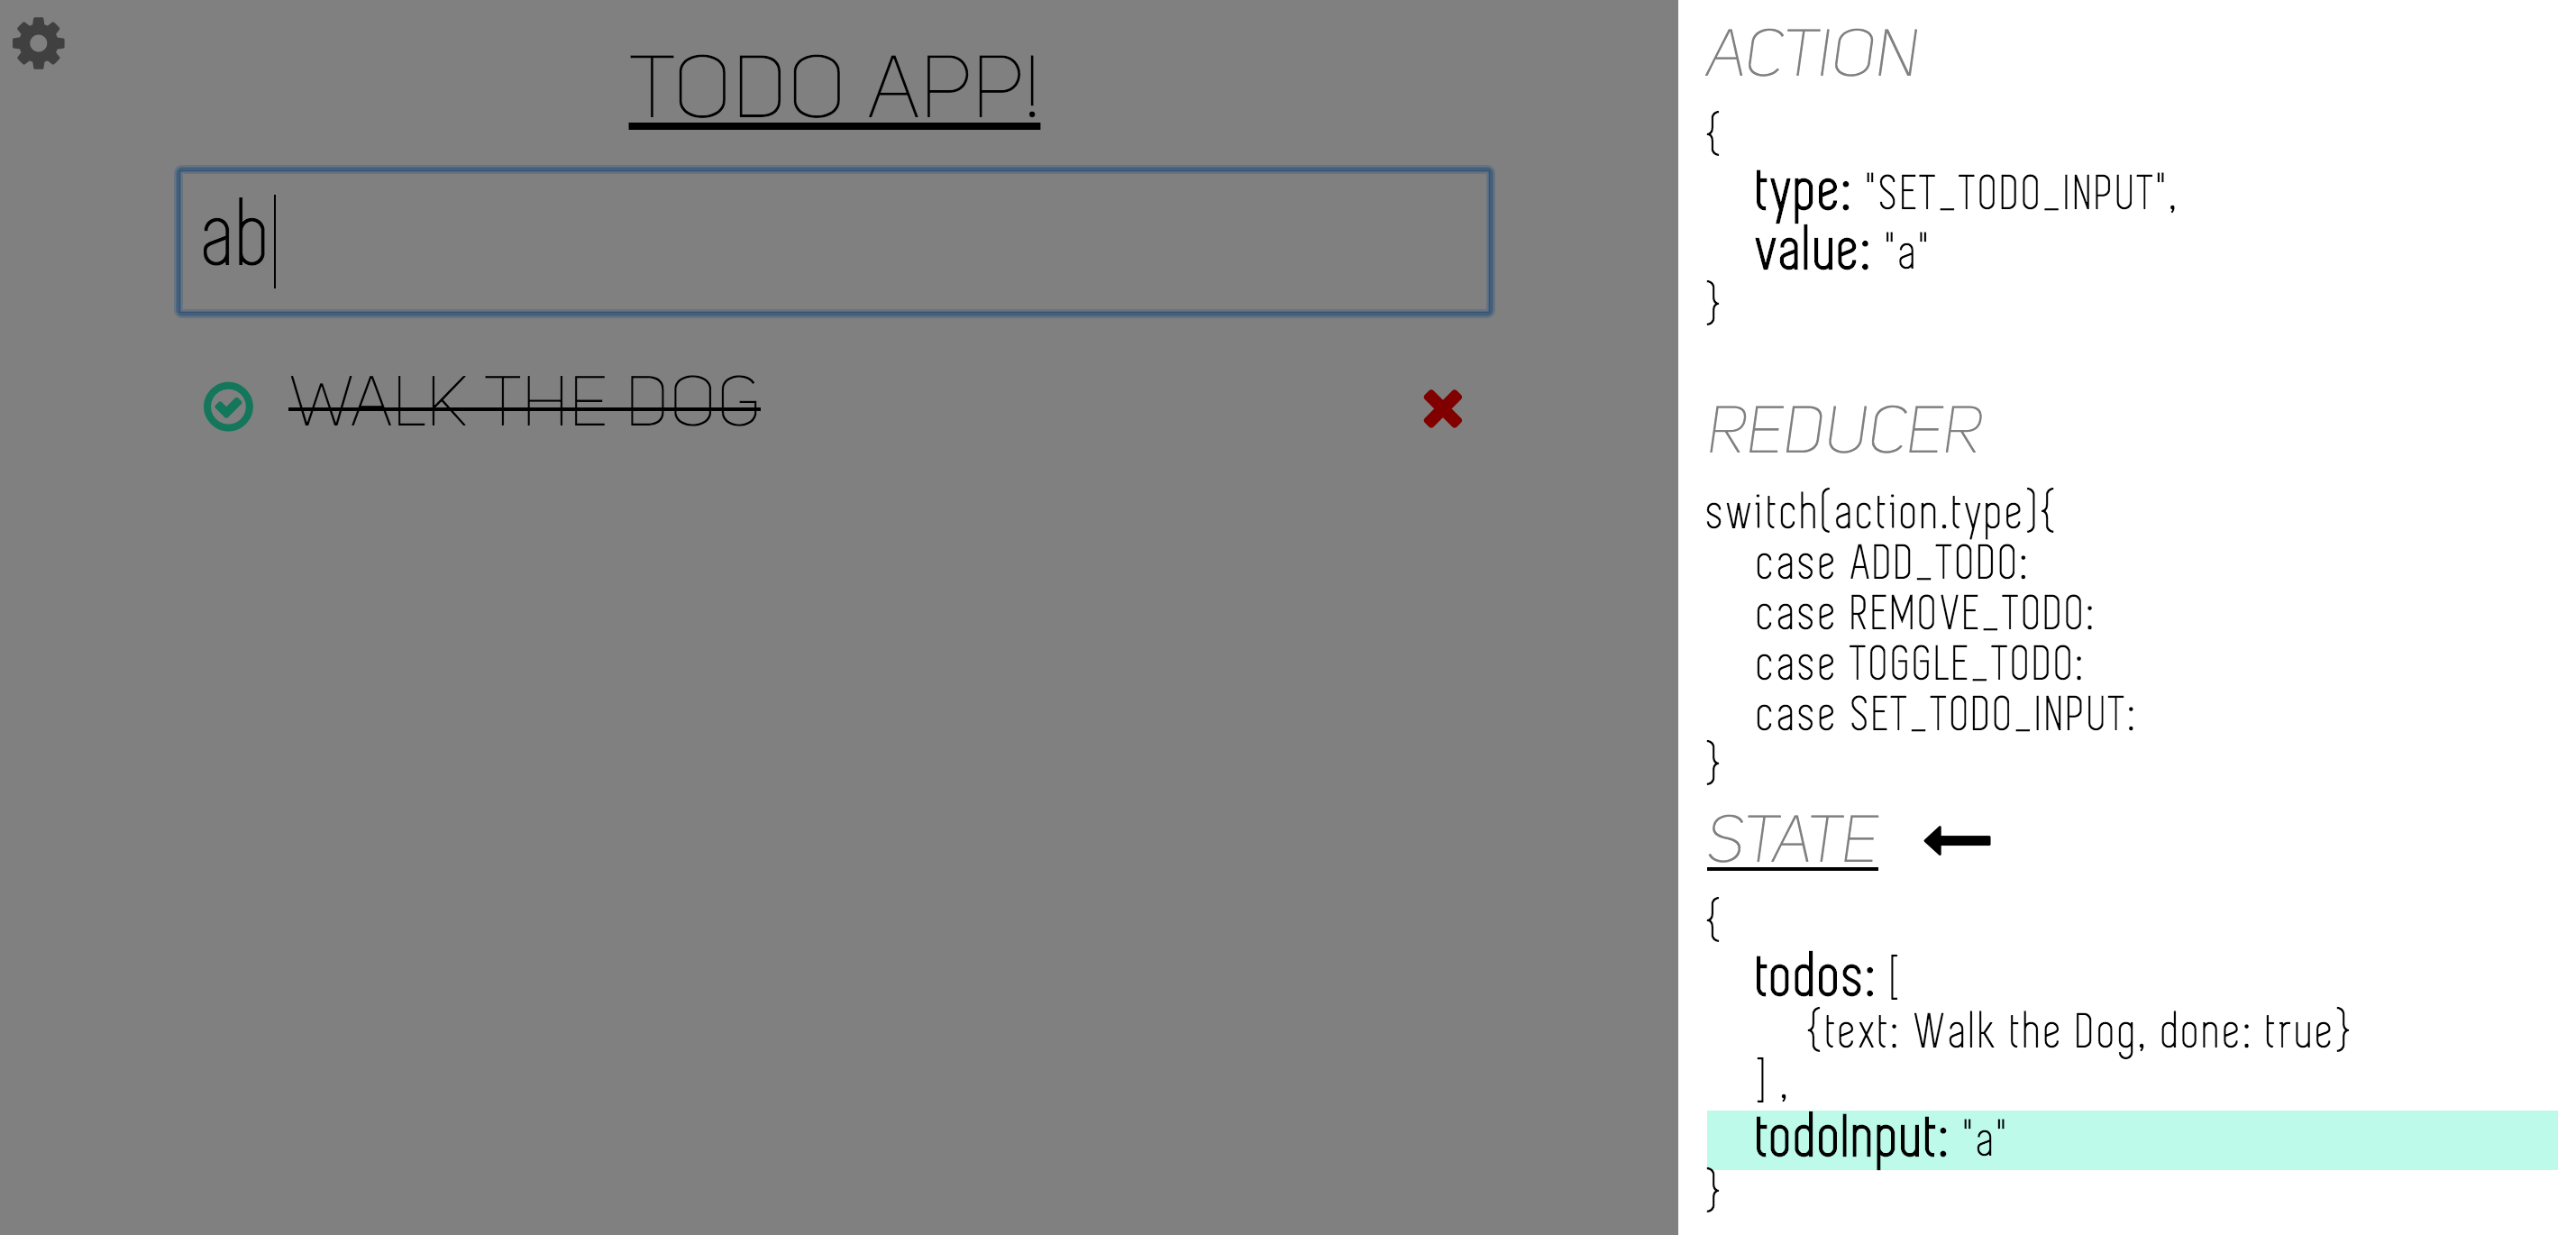 TODO APP!
ab
WALK THE DOG
ACTION
{
type: "SET_TODO_INPUT",
value: "a"
}
REDUCER
switch(action.type){
case ADD_TODO:
case REMOVE_TODO:
case TOGGLE_TODO:
case SET_TODO_INPUT:
}
STATE
{
todos: [
{text: Walk the Dog, done: true}
] ,
todoInput: "a"
}